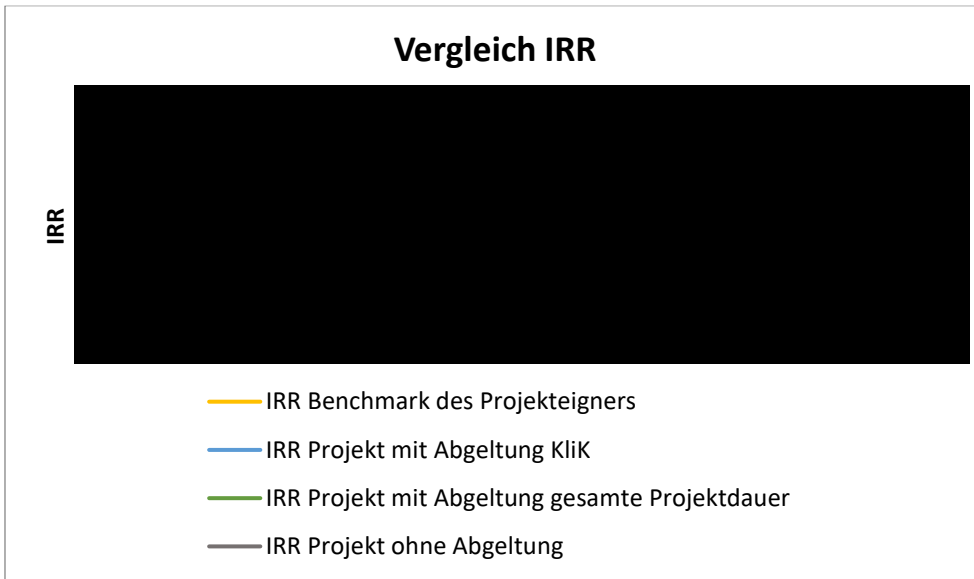 Vergleich IRR
IRR
IRR Benchmark des Projekteigners
IRR Projekt mit Abgeltung KliK
IRR Projekt mit Abgeltung gesamte Projektdauer
IRR Projekt ohne Abgeltung